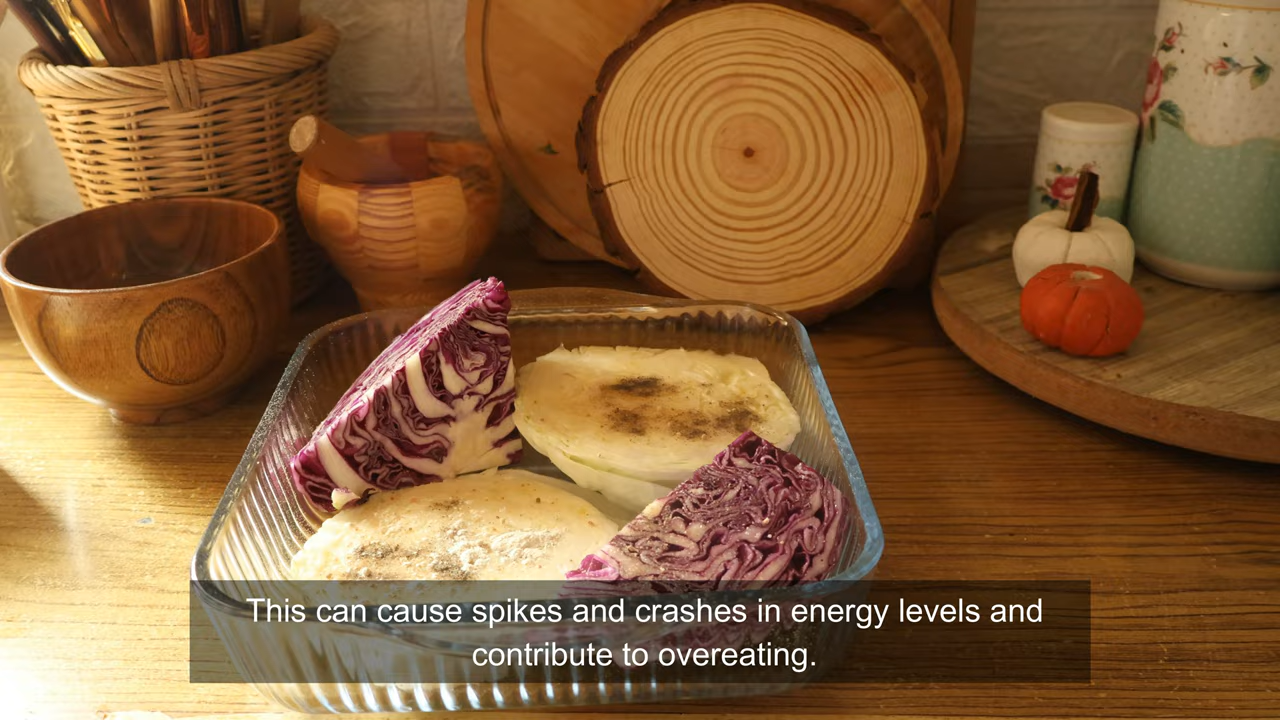 This can cause spikes and crashes in energy levels and
contribute to overeating.